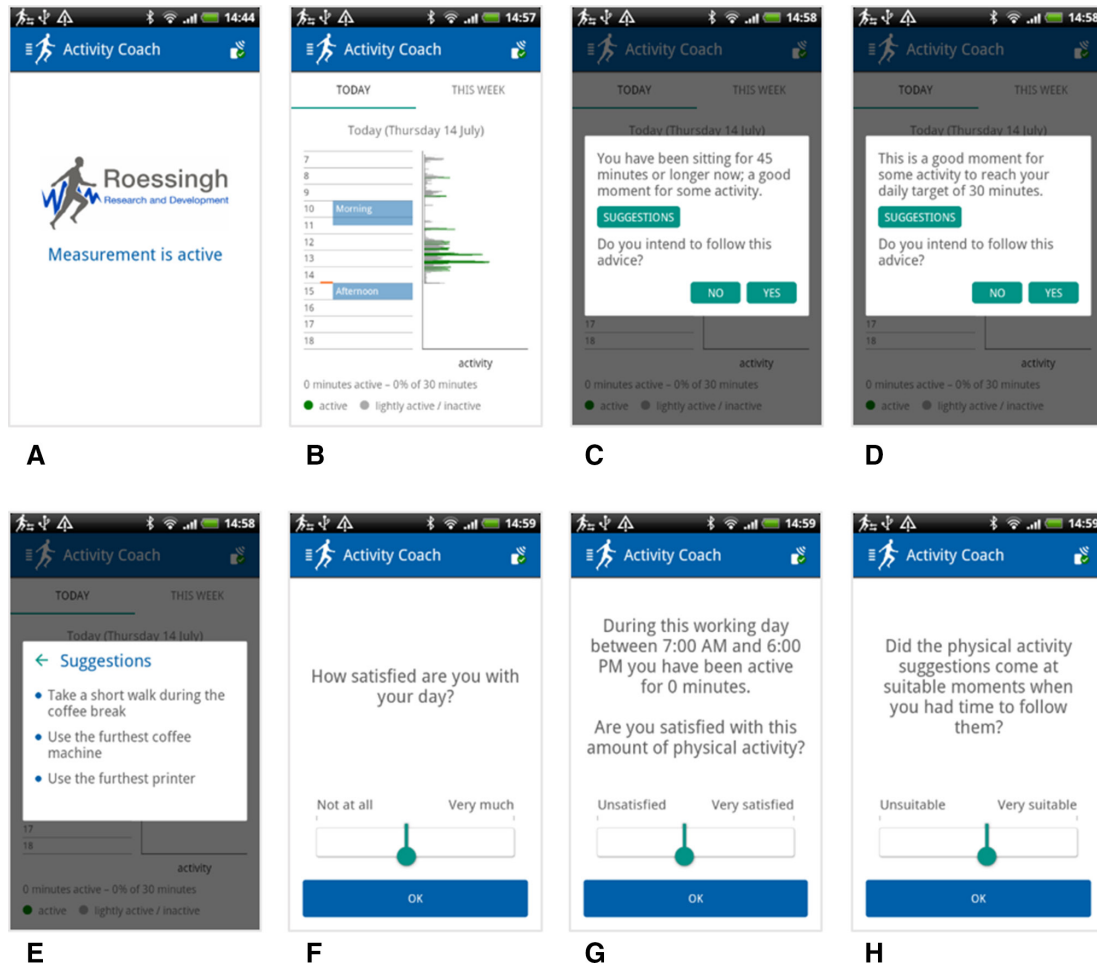 14:44
Activity Coach
Roessingh
Research and Development
Measurement is active
A
14:57
Activity Coach
TODAY THIS WEEK
Today (Thursday 14 July)
7
8
9
10 Morning
11
12
13
14
15 Afternoon
16
17
18
activity
0 minutes active – 0% of 30 minutes
active lightly active / inactive
B
14:58
Activity Coach
TODAY THIS WEEK
Today (Thursday 14 July)
You have been sitting for 45
minutes or longer now; a good
moment for some activity.
SUGGESTIONS
Do you intend to follow this
advice?
NO YES
17
18
activity
0 minutes active – 0% of 30 minutes
active lightly active / inactive
C
14:58
Activity Coach
TODAY THIS WEEK
Today (Thursday 14 July)
This is a good moment for
some activity to reach your
daily target of 30 minutes.
SUGGESTIONS
Do you intend to follow this
advice?
NO YES
17
18
activity
0 minutes active – 0% of 30 minutes
active lightly active / inactive
D
14:58
Activity Coach
TODAY THIS WEEK
Today (Thursday 14 July)
Suggestions
Take a short walk during the
coffee break
Use the furthest coffee
machine
Use the furthest printer
17
18
activity
0 minutes active – 0% of 30 minutes
active lightly active / inactive
E
14:59
Activity Coach
How satisfied are you with
your day?
Not at all Very much
OK
F
14:59
Activity Coach
During this working day
between 7:00 AM and 6:00
PM you have been active
for 0 minutes.
Are you satisfied with this
amount of physical activity?
Unsatisfied Very satisfied
OK
G
14:59
Activity Coach
Did the physical activity
suggestions come at
suitable moments when
you had time to follow
them?
Unsuitable Very suitable
OK
H